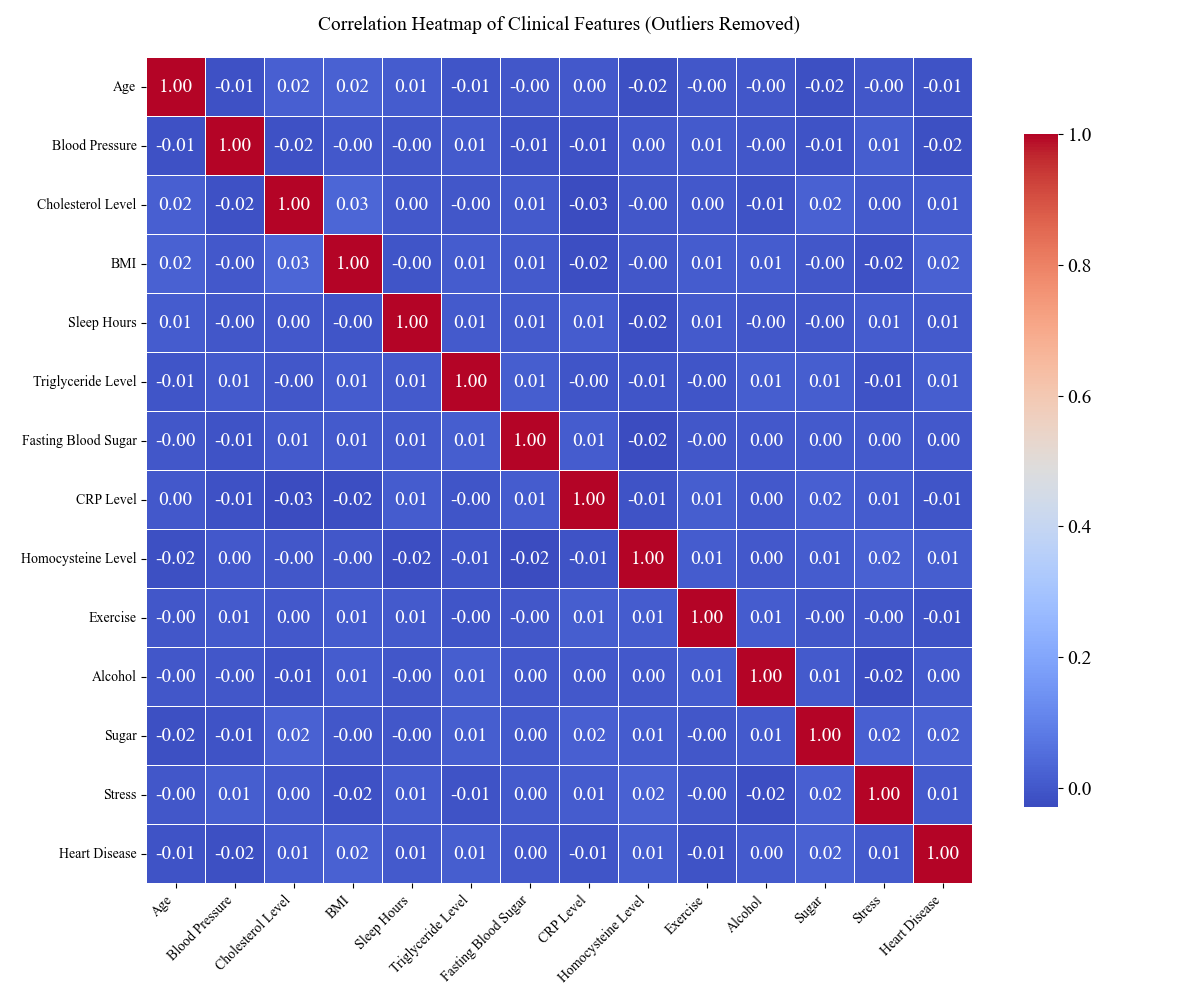 Correlation Heatmap of Clinical Features (Outliers Removed)
Age 1.00 -0.01 0.02 0.02 0.01 -0.01 -0.00 0.00 -0.02 -0.00 -0.00 -0.02 -0.00 -0.01
Blood Pressure -0.01 1.00 -0.02 -0.00 -0.00 0.01 -0.01 -0.01 0.00 0.01 -0.00 -0.01 0.01 -0.02
Cholesterol Level 0.02 -0.02 1.00 0.03 0.00 -0.00 0.01 -0.03 -0.00 0.00 -0.01 0.02 0.00 0.01
BMI 0.02 -0.00 0.03 1.00 -0.00 0.01 0.01 -0.02 -0.00 0.01 0.01 -0.00 -0.02 0.02
Sleep Hours 0.01 -0.00 0.00 -0.00 1.00 0.01 0.01 0.01 -0.02 0.01 -0.00 -0.00 0.01 0.01
Triglyceride Level -0.01 0.01 -0.00 0.01 0.01 1.00 0.01 -0.00 -0.01 -0.00 0.01 0.01 -0.01 0.01
Fasting Blood Sugar -0.00 -0.01 0.01 0.01 0.01 0.01 1.00 0.01 -0.02 -0.00 0.00 0.00 0.00 0.00
CRP Level 0.00 -0.01 -0.03 -0.02 0.01 -0.00 0.01 1.00 -0.01 0.01 0.00 0.02 0.01 -0.01
Homocysteine Level -0.02 0.00 -0.00 -0.00 -0.02 -0.01 -0.02 -0.01 1.00 0.01 0.00 0.01 0.02 0.01
Exercise -0.00 0.01 0.00 0.01 0.01 -0.00 -0.00 0.01 0.01 1.00 0.01 -0.00 -0.00 -0.01
Alcohol -0.00 -0.00 -0.01 0.01 -0.00 0.01 0.00 0.00 0.00 0.01 1.00 0.01 -0.02 0.00
Sugar -0.02 -0.01 0.02 -0.00 -0.00 0.01 0.00 0.02 0.01 -0.00 0.01 1.00 0.02 0.02
Stress -0.00 0.01 0.00 -0.02 0.01 -0.01 0.00 0.01 0.02 -0.00 -0.02 0.02 1.00 0.01
Heart Disease -0.01 -0.02 0.01 0.02 0.01 0.01 0.00 -0.01 0.01 -0.01 0.00 0.02 0.01 1.00
Age Blood Pressure Cholesterol Level BMI Sleep Hours Triglyceride Level Fasting Blood Sugar CRP Level Homocysteine Level Exercise Alcohol Sugar Stress Heart Disease
1.0
0.8
0.6
0.4
0.2
0.0